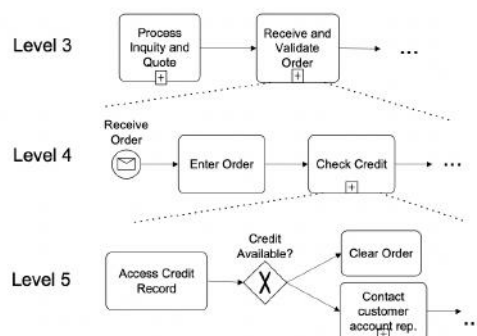 Level 3
Process
Inquity and
Quote
+
Receive and
Validate
Order
+
...
Level 4
Receive
Order
Enter Order
Check Credit
+
...
Level 5
Access Credit
Record
Credit
Available?
X
Clear Order
Contact
customer
account rep.
+
..